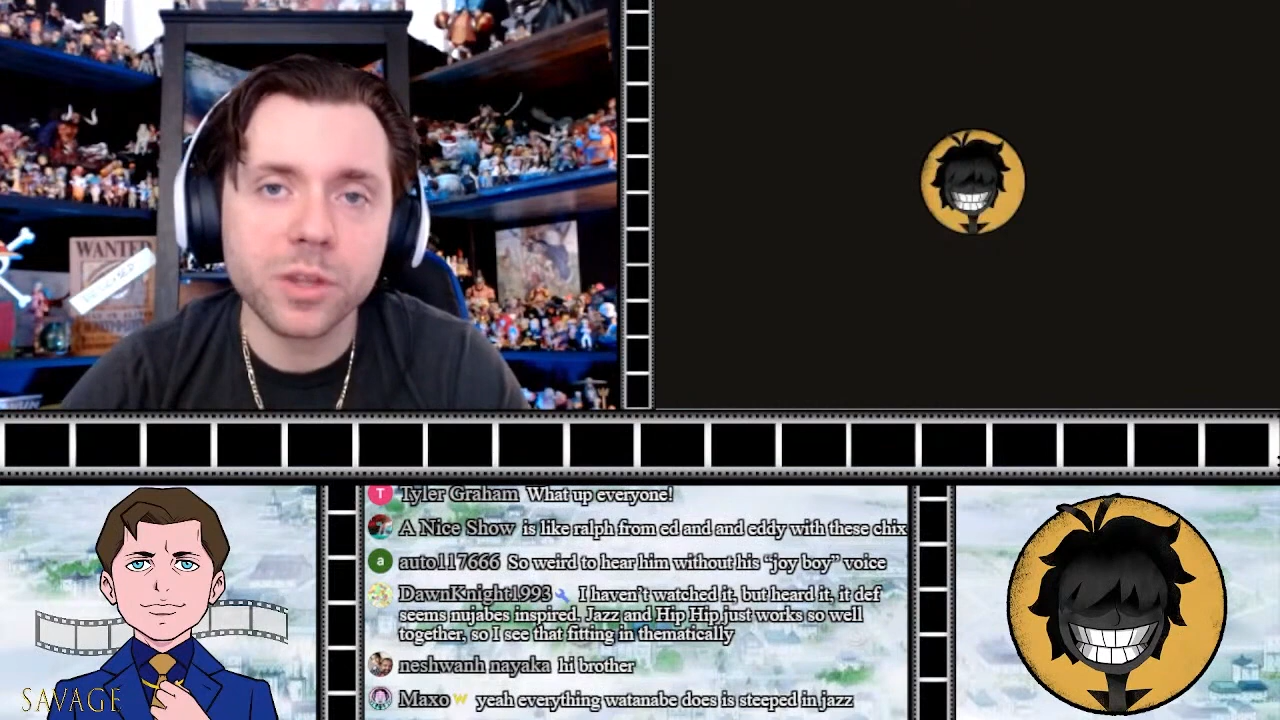 WANTED
T Tyler Graham What up everyone!
A Nice Show is like ralph from ed and and eddy with these chix
a auto117666 So weird to hear him without his “joy boy” voice
DawnKnight1993 I haven't watched it, but heard it, it def
seems nujabes inspired. Jazz and Hip Hip just works so well
together, so I see that fitting in thematically
neshwanh nayaka hi brother
Maxo yeah everything watanabe does is steeped in jazz
SAVAGE